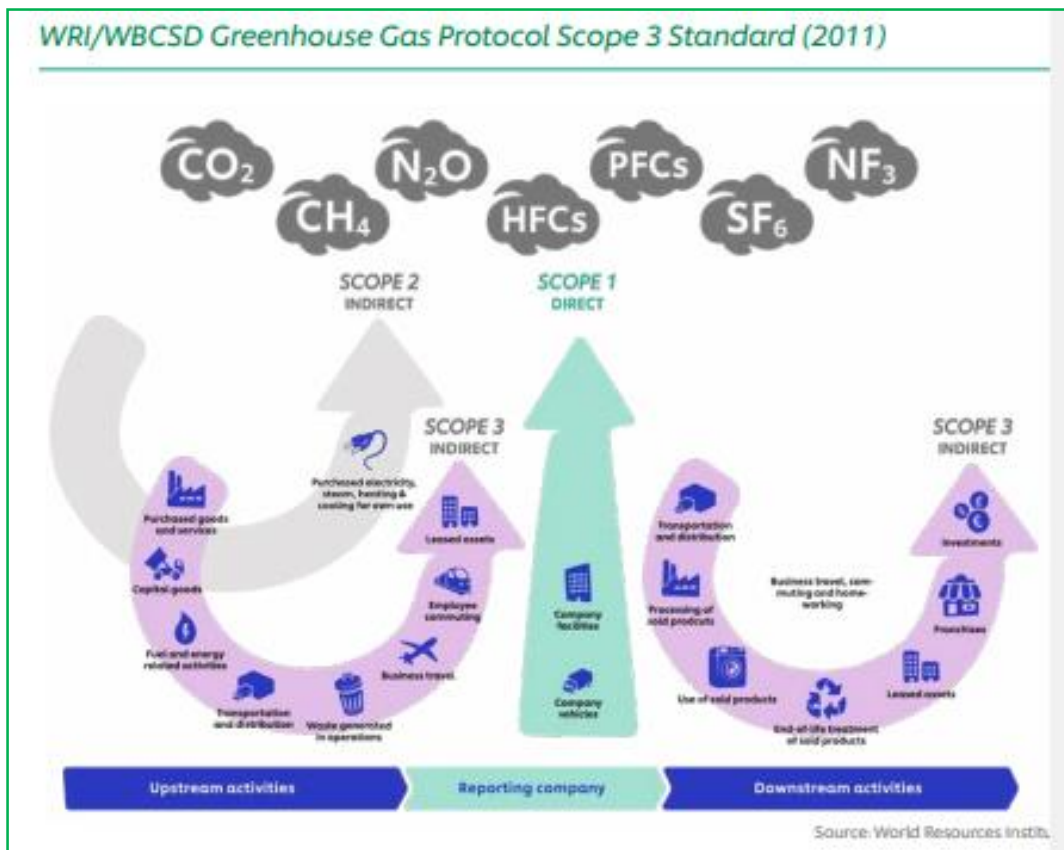 WRI/WBCSD Greenhouse Gas Protocol Scope 3 Standard (2011)
CO₂
CH₄
N₂O
HFCs
PFCs
SF₆
NF₃
SCOPE 2
INDIRECT
SCOPE 1
DIRECT
SCOPE 3
INDIRECT
SCOPE 3
INDIRECT
Purchased electricity,
steam, heating &
cooling for own use
Purchased goods
and services
Capital goods
Fuel and energy
related activities
Transportation
and distribution
Waste generated
in operations
Business travel
Employee
commuting
Leased assets
Company
facilities
Company
vehicles
Transportation
and distribution
Processing of
sold products
Use of sold products
End-of-life treatment
of sold products
Leased assets
Franchises
Investments
Business travel, com-
muting and home-
working
Upstream activities
Reporting company
Downstream activities
Source: World Resources Institu